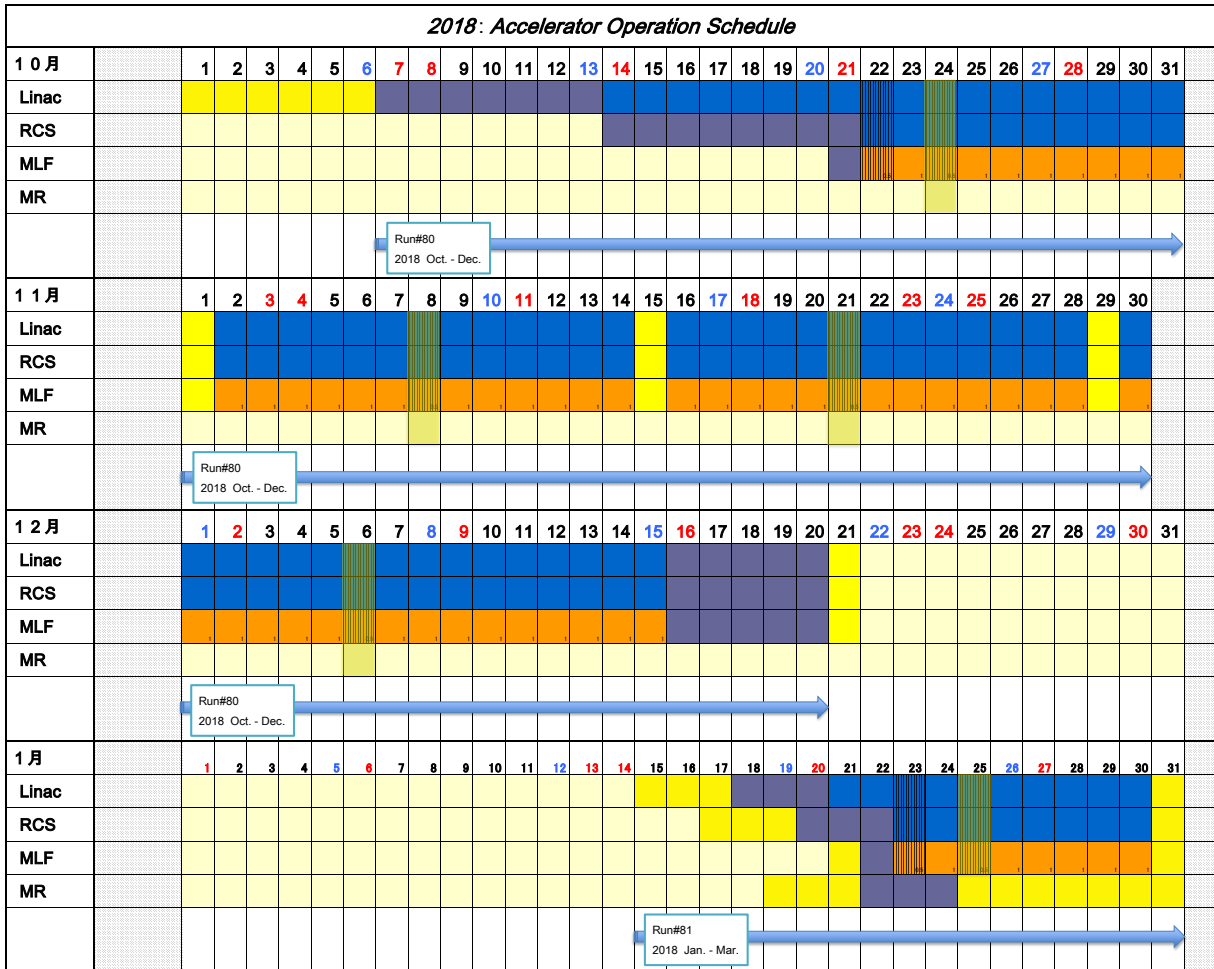 2018: Accelerator Operation Schedule
10月 1 2 3 4 5 6 7 8 9 10 11 12 13 14 15 16 17 18 19 20 21 22 23 24 25 26 27 28 29 30 31
Linac
RCS
MLF
MR
Run#80
2018 Oct. - Dec.
11月 1 2 3 4 5 6 7 8 9 10 11 12 13 14 15 16 17 18 19 20 21 22 23 24 25 26 27 28 29 30
Linac
RCS
MLF
MR
Run#80
2018 Oct. - Dec.
12月 1 2 3 4 5 6 7 8 9 10 11 12 13 14 15 16 17 18 19 20 21 22 23 24 25 26 27 28 29 30 31
Linac
RCS
MLF
MR
Run#80
2018 Oct. - Dec.
1月 1 2 3 4 5 6 7 8 9 10 11 12 13 14 15 16 17 18 19 20 21 22 23 24 25 26 27 28 29 30 31
Linac
RCS
MLF
MR
Run#81
2018 Jan. - Mar.